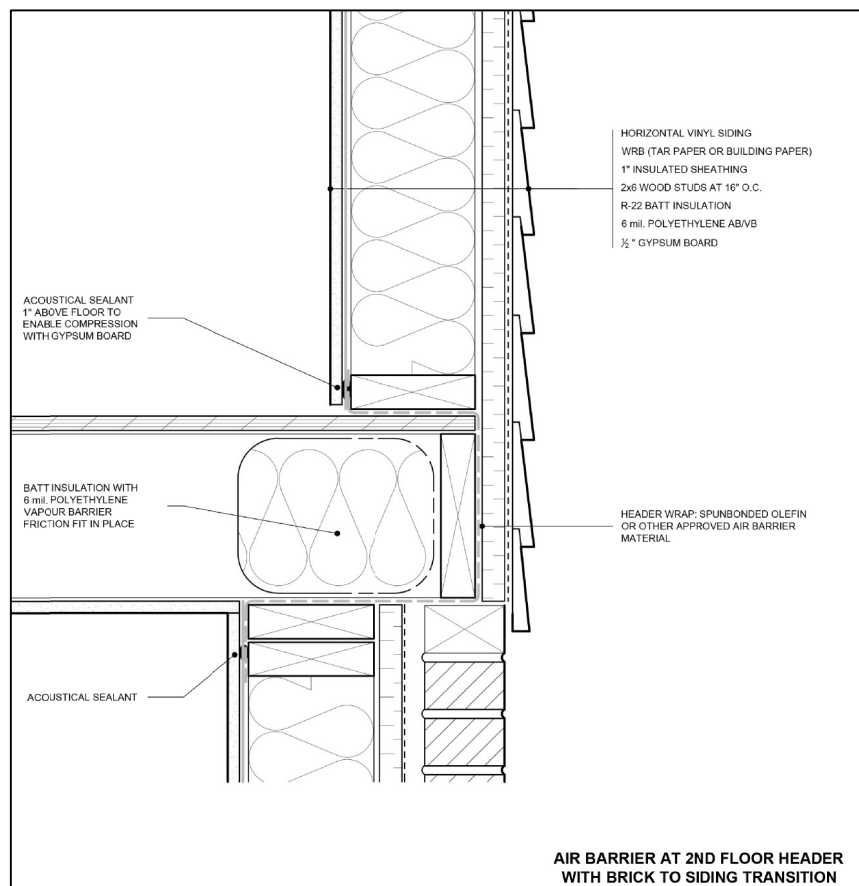 HORIZONTAL VINYL SIDING
WRB (TAR PAPER OR BUILDING PAPER)
1" INSULATED SHEATHING
2x6 WOOD STUDS AT 16" O.C.
R-22 BATT INSULATION
6 mil. POLYETHYLENE AB/VB
½ " GYPSUM BOARD
ACOUSTICAL SEALANT
1" ABOVE FLOOR TO
ENABLE COMPRESSION
WITH GYPSUM BOARD
BATT INSULATION WITH
6 mil. POLYETHYLENE
VAPOUR BARRIER
FRICTION FIT IN PLACE
HEADER WRAP: SPUNBONDED OLEFIN
OR OTHER APPROVED AIR BARRIER
MATERIAL
ACOUSTICAL SEALANT
AIR BARRIER AT 2ND FLOOR HEADER
WITH BRICK TO SIDING TRANSITION